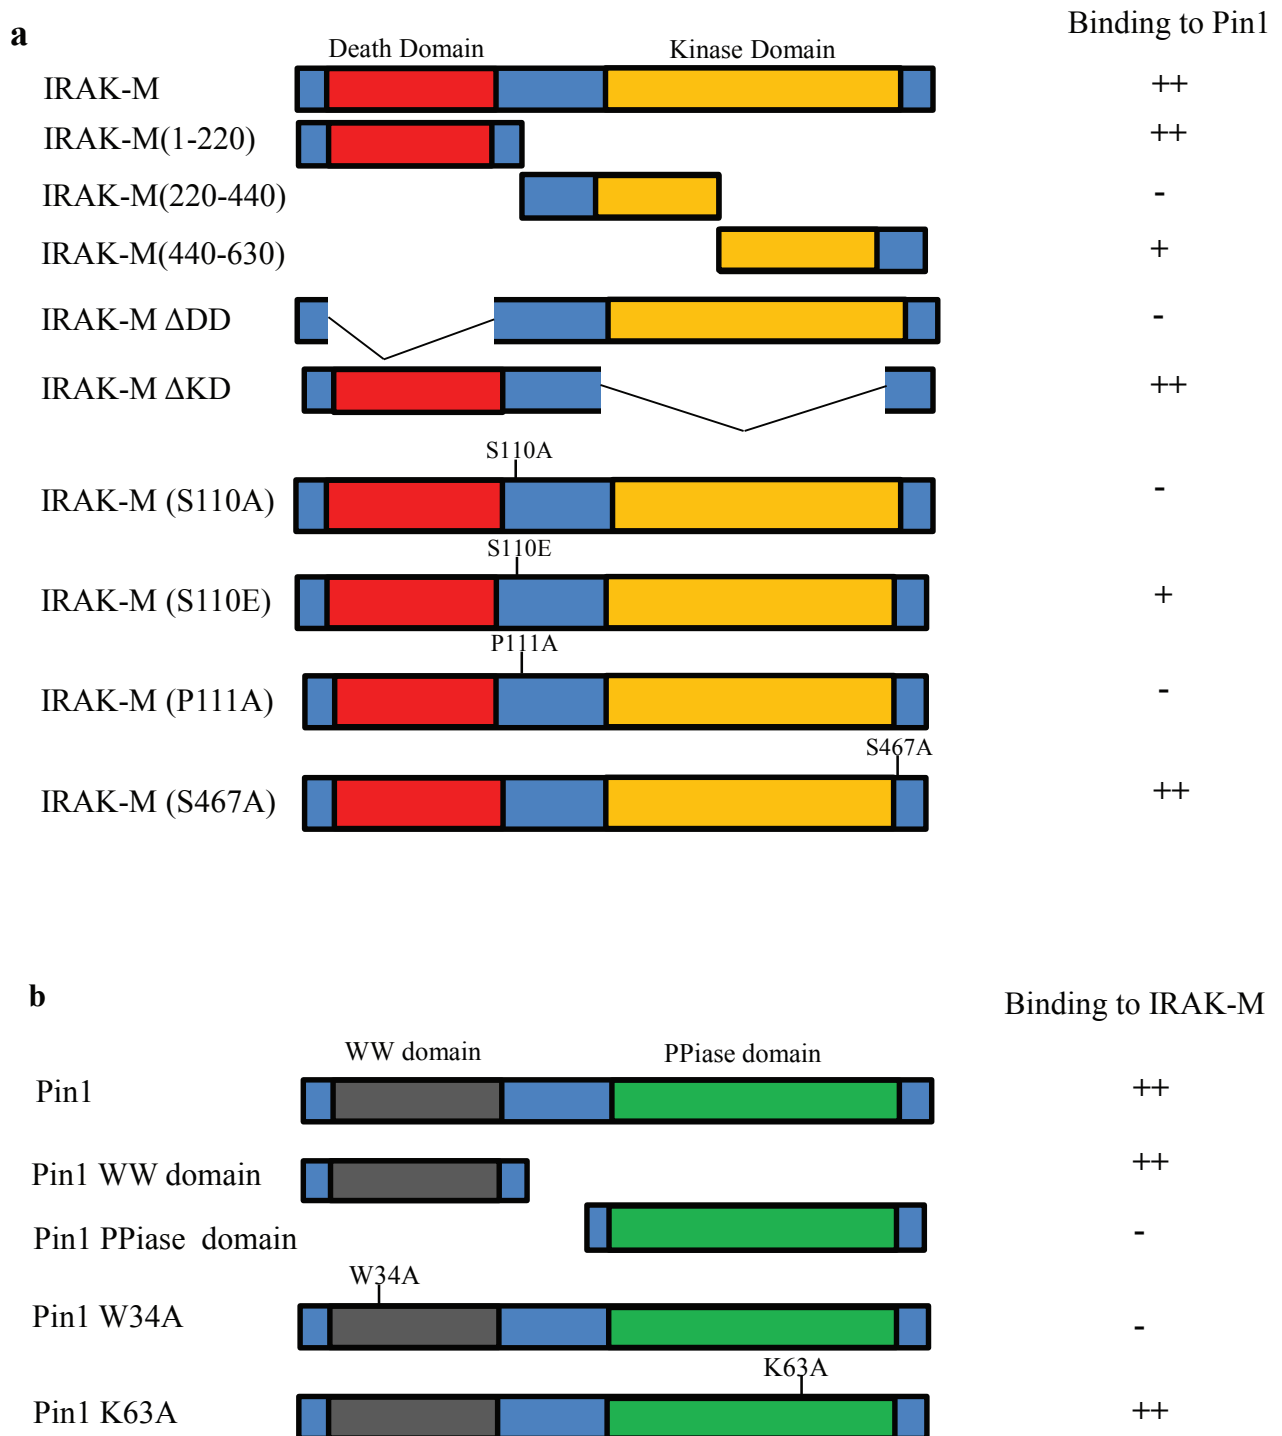 a
Binding to Pin1
Death Domain Kinase Domain
IRAK-M ++
IRAK-M(1-220) ++
IRAK-M(220-440) -
IRAK-M(440-630) +
IRAK-M ΔDD -
IRAK-M ΔKD ++
S110A
IRAK-M (S110A) -
S110E
IRAK-M (S110E) +
P111A
IRAK-M (P111A) -
S467A
IRAK-M (S467A) ++
b
Binding to IRAK-M
WW domain PPiase domain
Pin1 ++
Pin1 WW domain ++
Pin1 PPiase domain -
W34A
Pin1 W34A -
K63A
Pin1 K63A ++